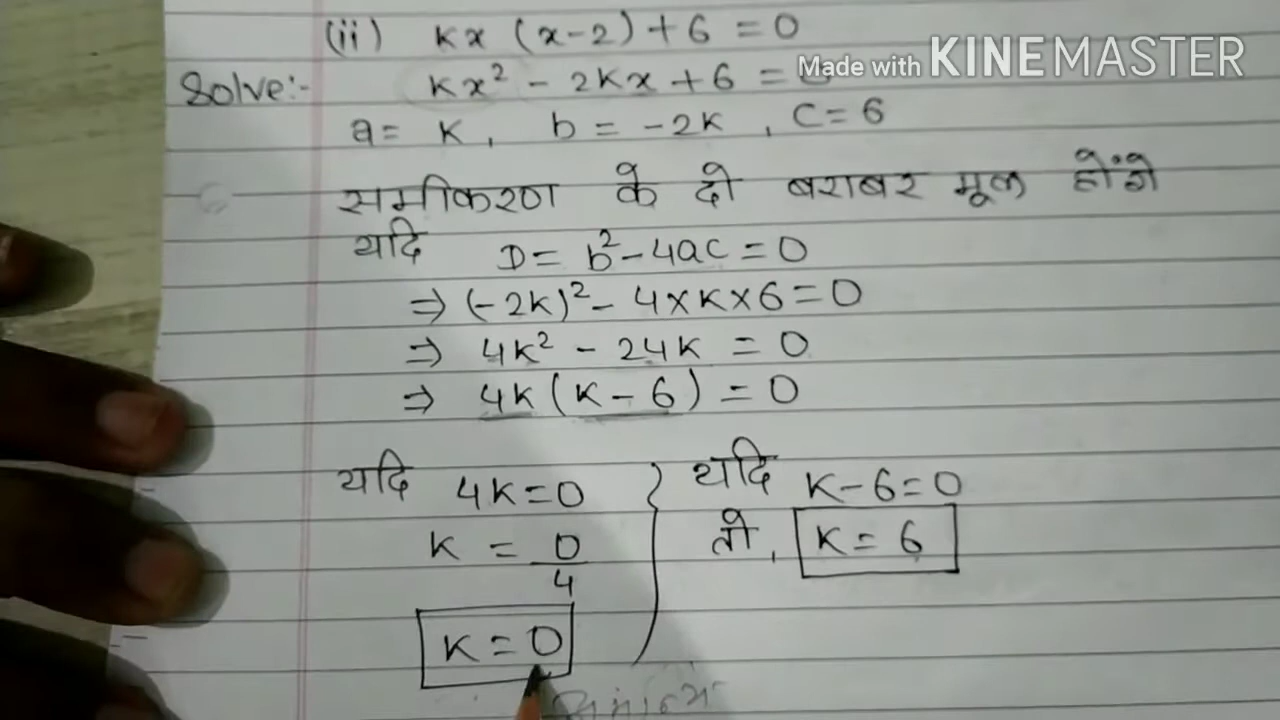 (ii) Kx (x-2) + 6 = 0
Made with KINEMASTER
Solve:- Kx² - 2Kx + 6 =
a = K, b = -2K, C = 6
समीकरण के दो बराबर मूल होंगे
यदि D = b² - 4ac = 0
⇒ (-2K)² - 4×K×6 = 0
⇒ 4K² - 24K = 0
⇒ 4K (K - 6) = 0
यदि 4K = 0
K = 0/4
K = 0
यदि K - 6 = 0
तो, K = 6